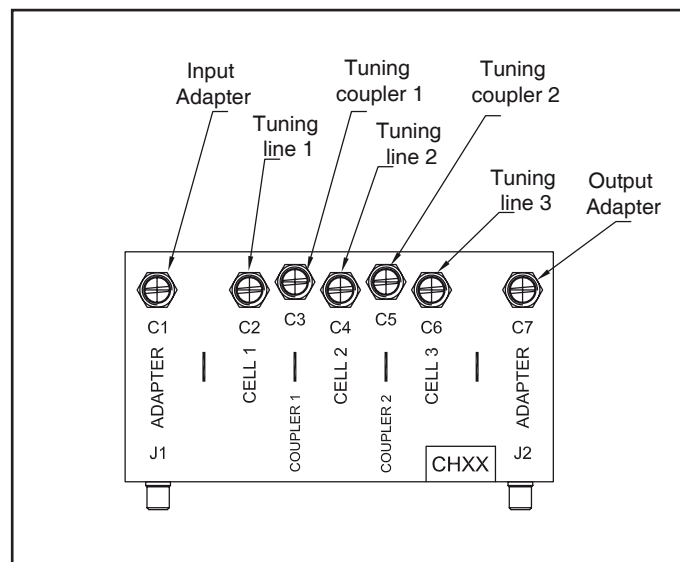 Input
Adapter
Tuning
line 1
Tuning
coupler 1
Tuning
line 2
Tuning
coupler 2
Tuning
line 3
Output
Adapter
C1
C2
C3
C4
C5
C6
C7
ADAPTER
CELL 1
COUPLER 1
CELL 2
COUPLER 2
CELL 3
ADAPTER
J1
CHXX
J2